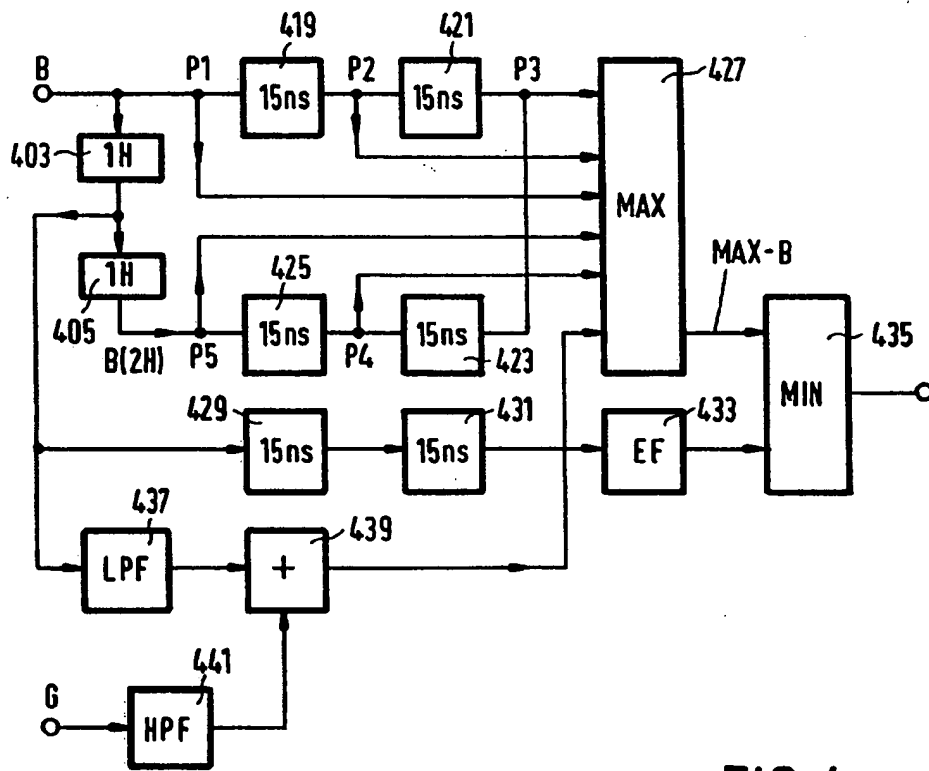 419
421
B
P1
P2
P3
427
15ns
15ns
403
1H
MAX
425
MAX-B
405
1H
15ns
15ns
435
B(2H)
P5
P4
423
MIN
429
431
433
15ns
15ns
EF
437
439
LPF
+
441
G
HPF